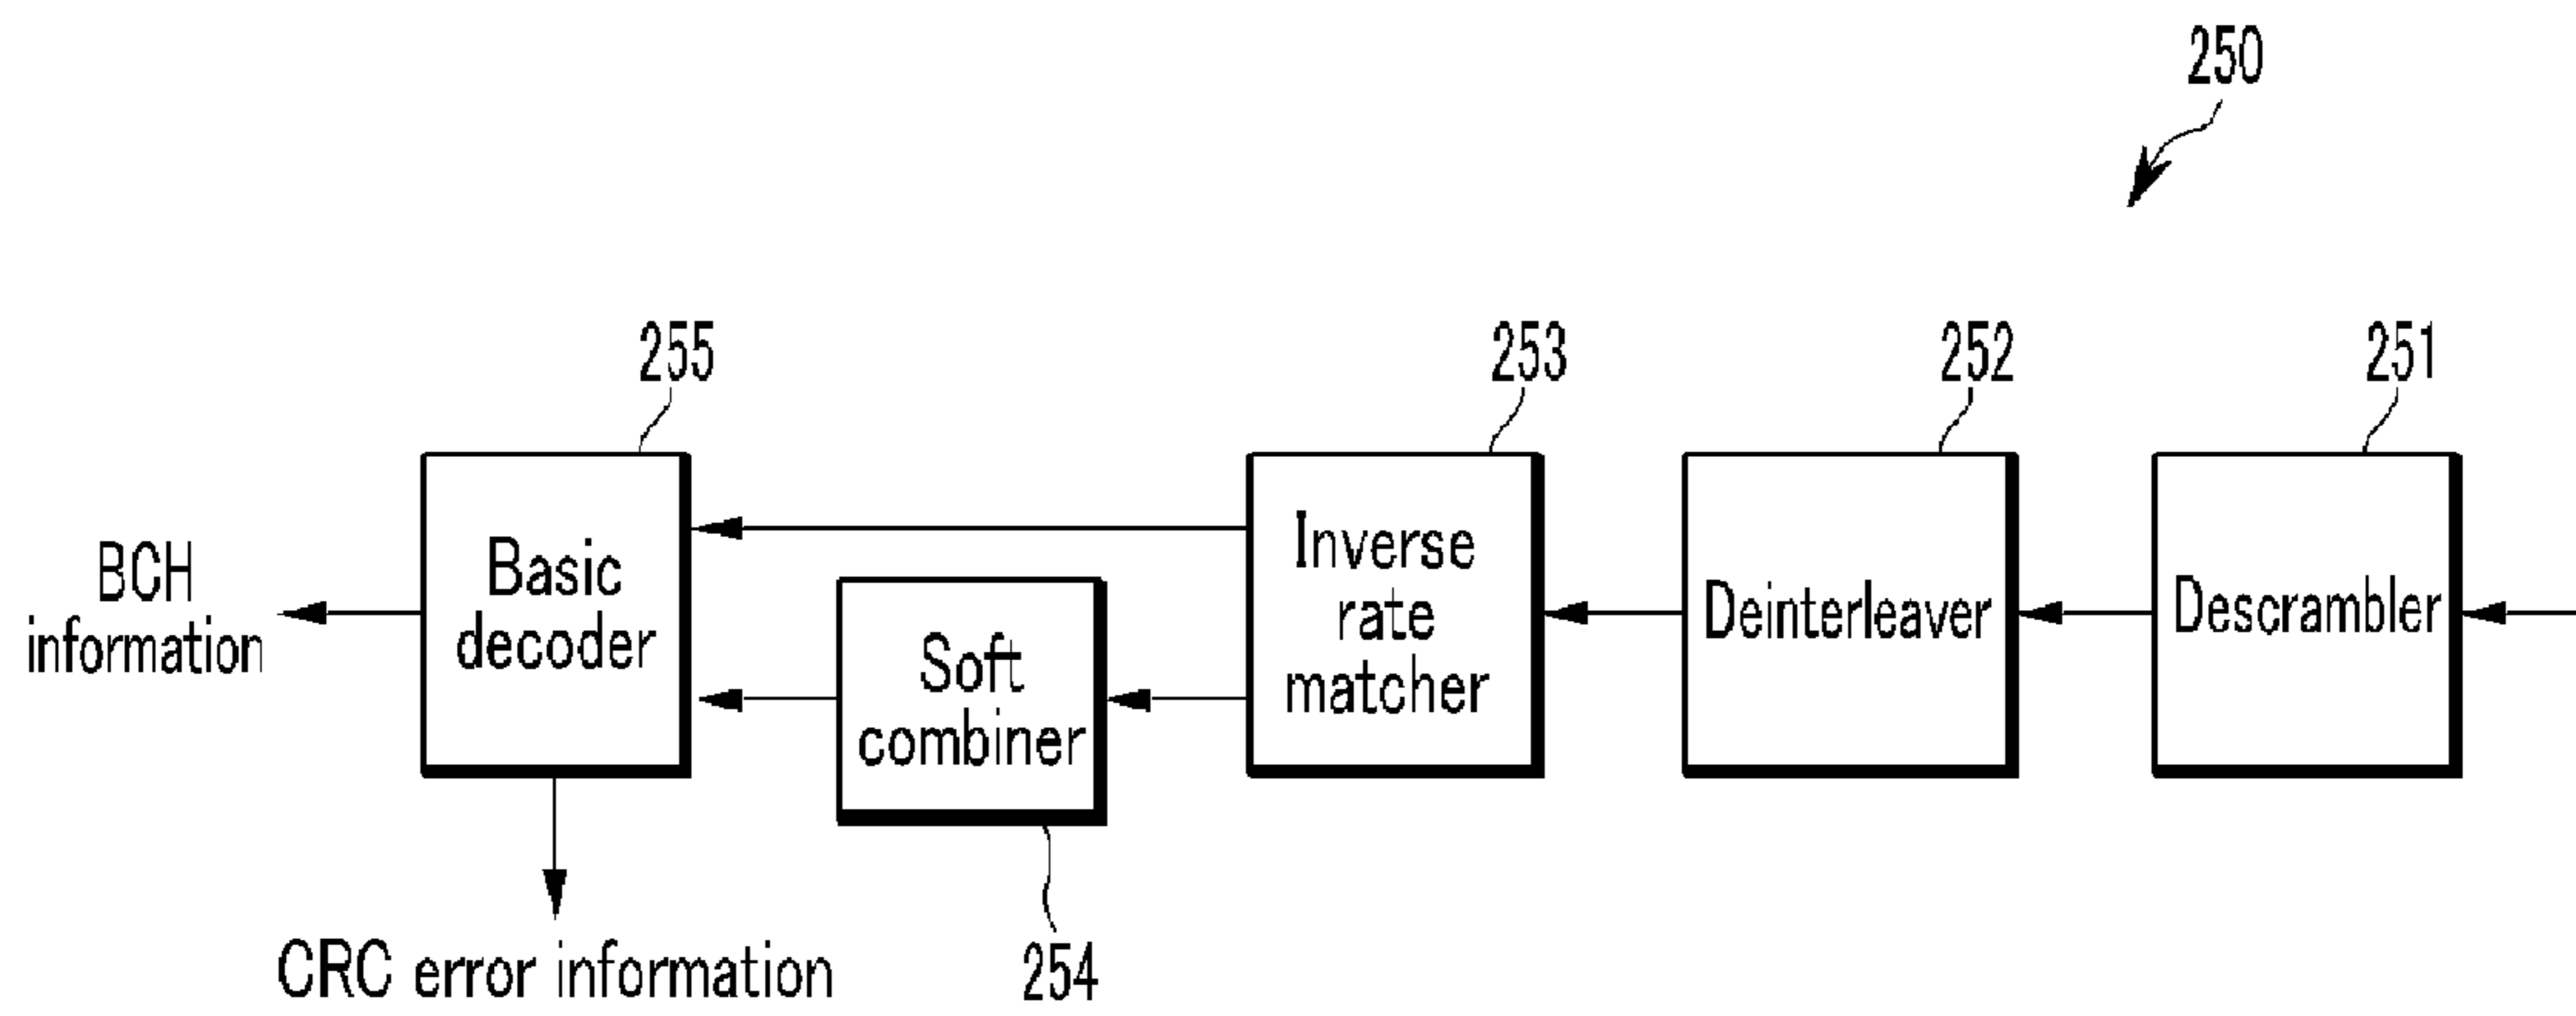 250
255
253
252
251
BCH
information
Basic
decoder
Soft
combiner
Inverse
rate
matcher
Deinterleaver
Descrambler
CRC error information
254